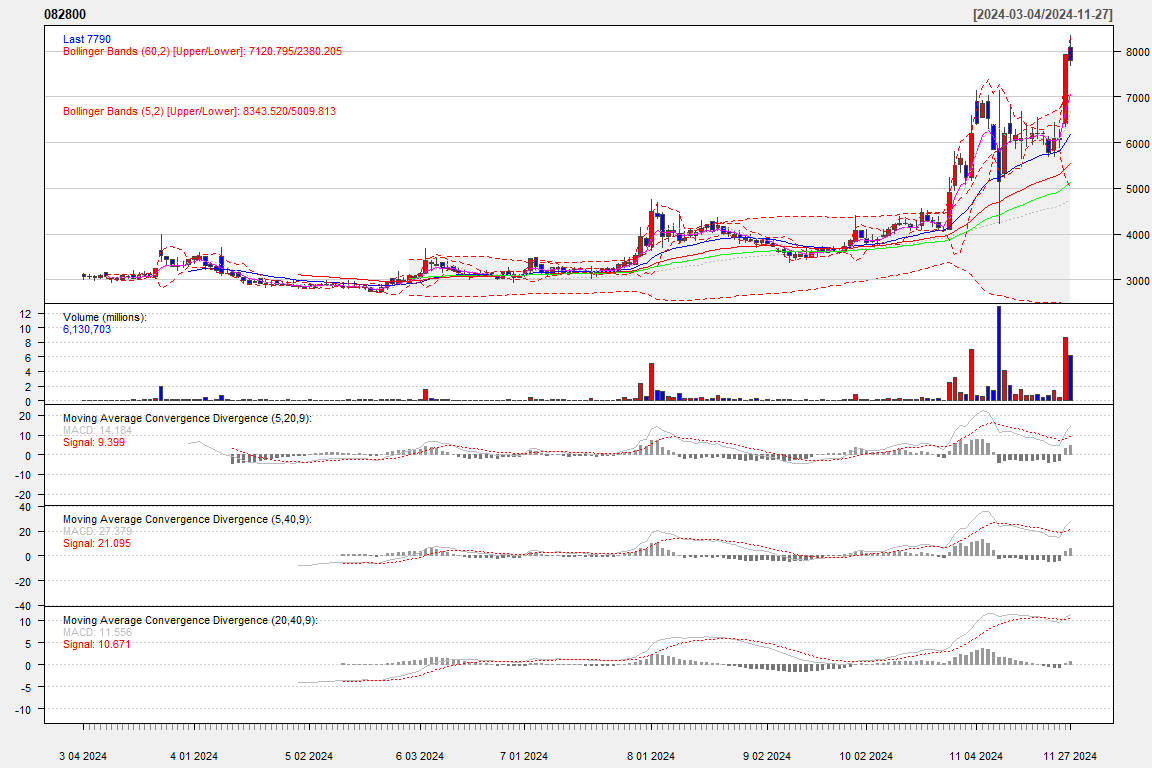 082800 [2024-03-04/2024-11-27]
Last 7790
Bollinger Bands (60,2) [Upper/Lower]: 7120.795/2380.205
Bollinger Bands (5,2) [Upper/Lower]: 8343.520/5009.813
8000
7000
6000
5000
4000
3000
Volume (millions):
6,130,703
12
10
8
6
4
2
0
Moving Average Convergence Divergence (5,20,9):
MACD: 14.184
Signal: 9.399
20
10
0
-10
-20
Moving Average Convergence Divergence (5,40,9):
MACD: 27.379
Signal: 21.095
40
20
0
-20
-40
Moving Average Convergence Divergence (20,40,9):
MACD: 11.556
Signal: 10.671
10
5
0
-5
-10
3 04 2024 4 01 2024 5 02 2024 6 03 2024 7 01 2024 8 01 2024 9 02 2024 10 02 2024 11 04 2024 11 27 2024